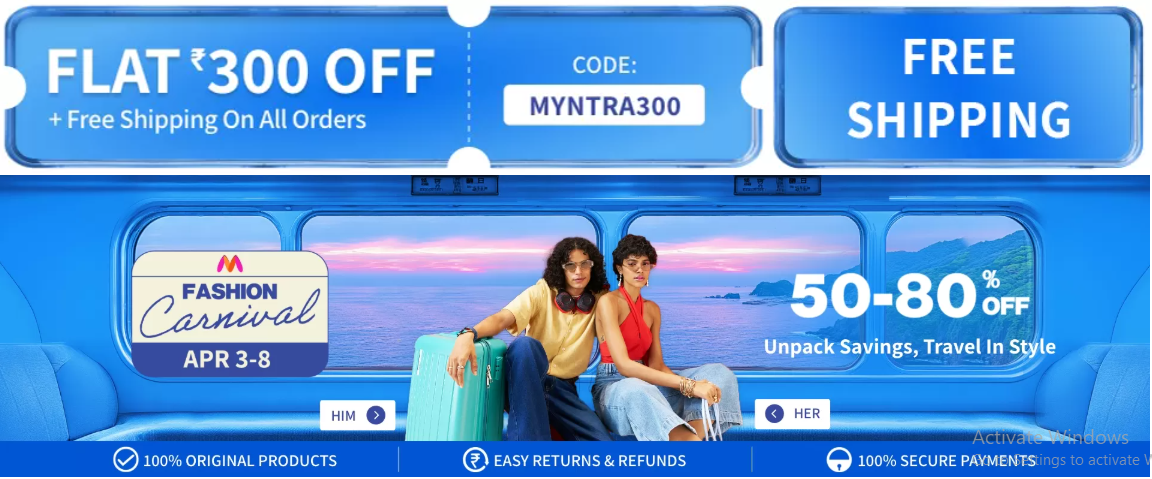 FLAT ₹300 OFF
+ Free Shipping On All Orders
CODE:
MYNTRA300
FREE
SHIPPING
FASHION
Carnival
APR 3-8
50-80% OFF
Unpack Savings, Travel In Style
HIM
HER
100% ORIGINAL PRODUCTS
EASY RETURNS & REFUNDS
100% SECURE PAYMENTS
Activate Windows
to activate